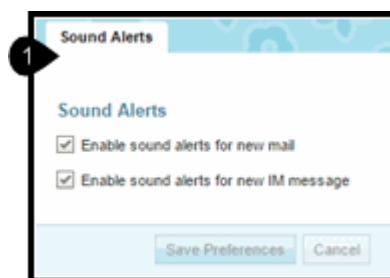 Sound Alerts
1
Sound Alerts
Enable sound alerts for new mail
Enable sound alerts for new IM message
Save Preferences Cancel